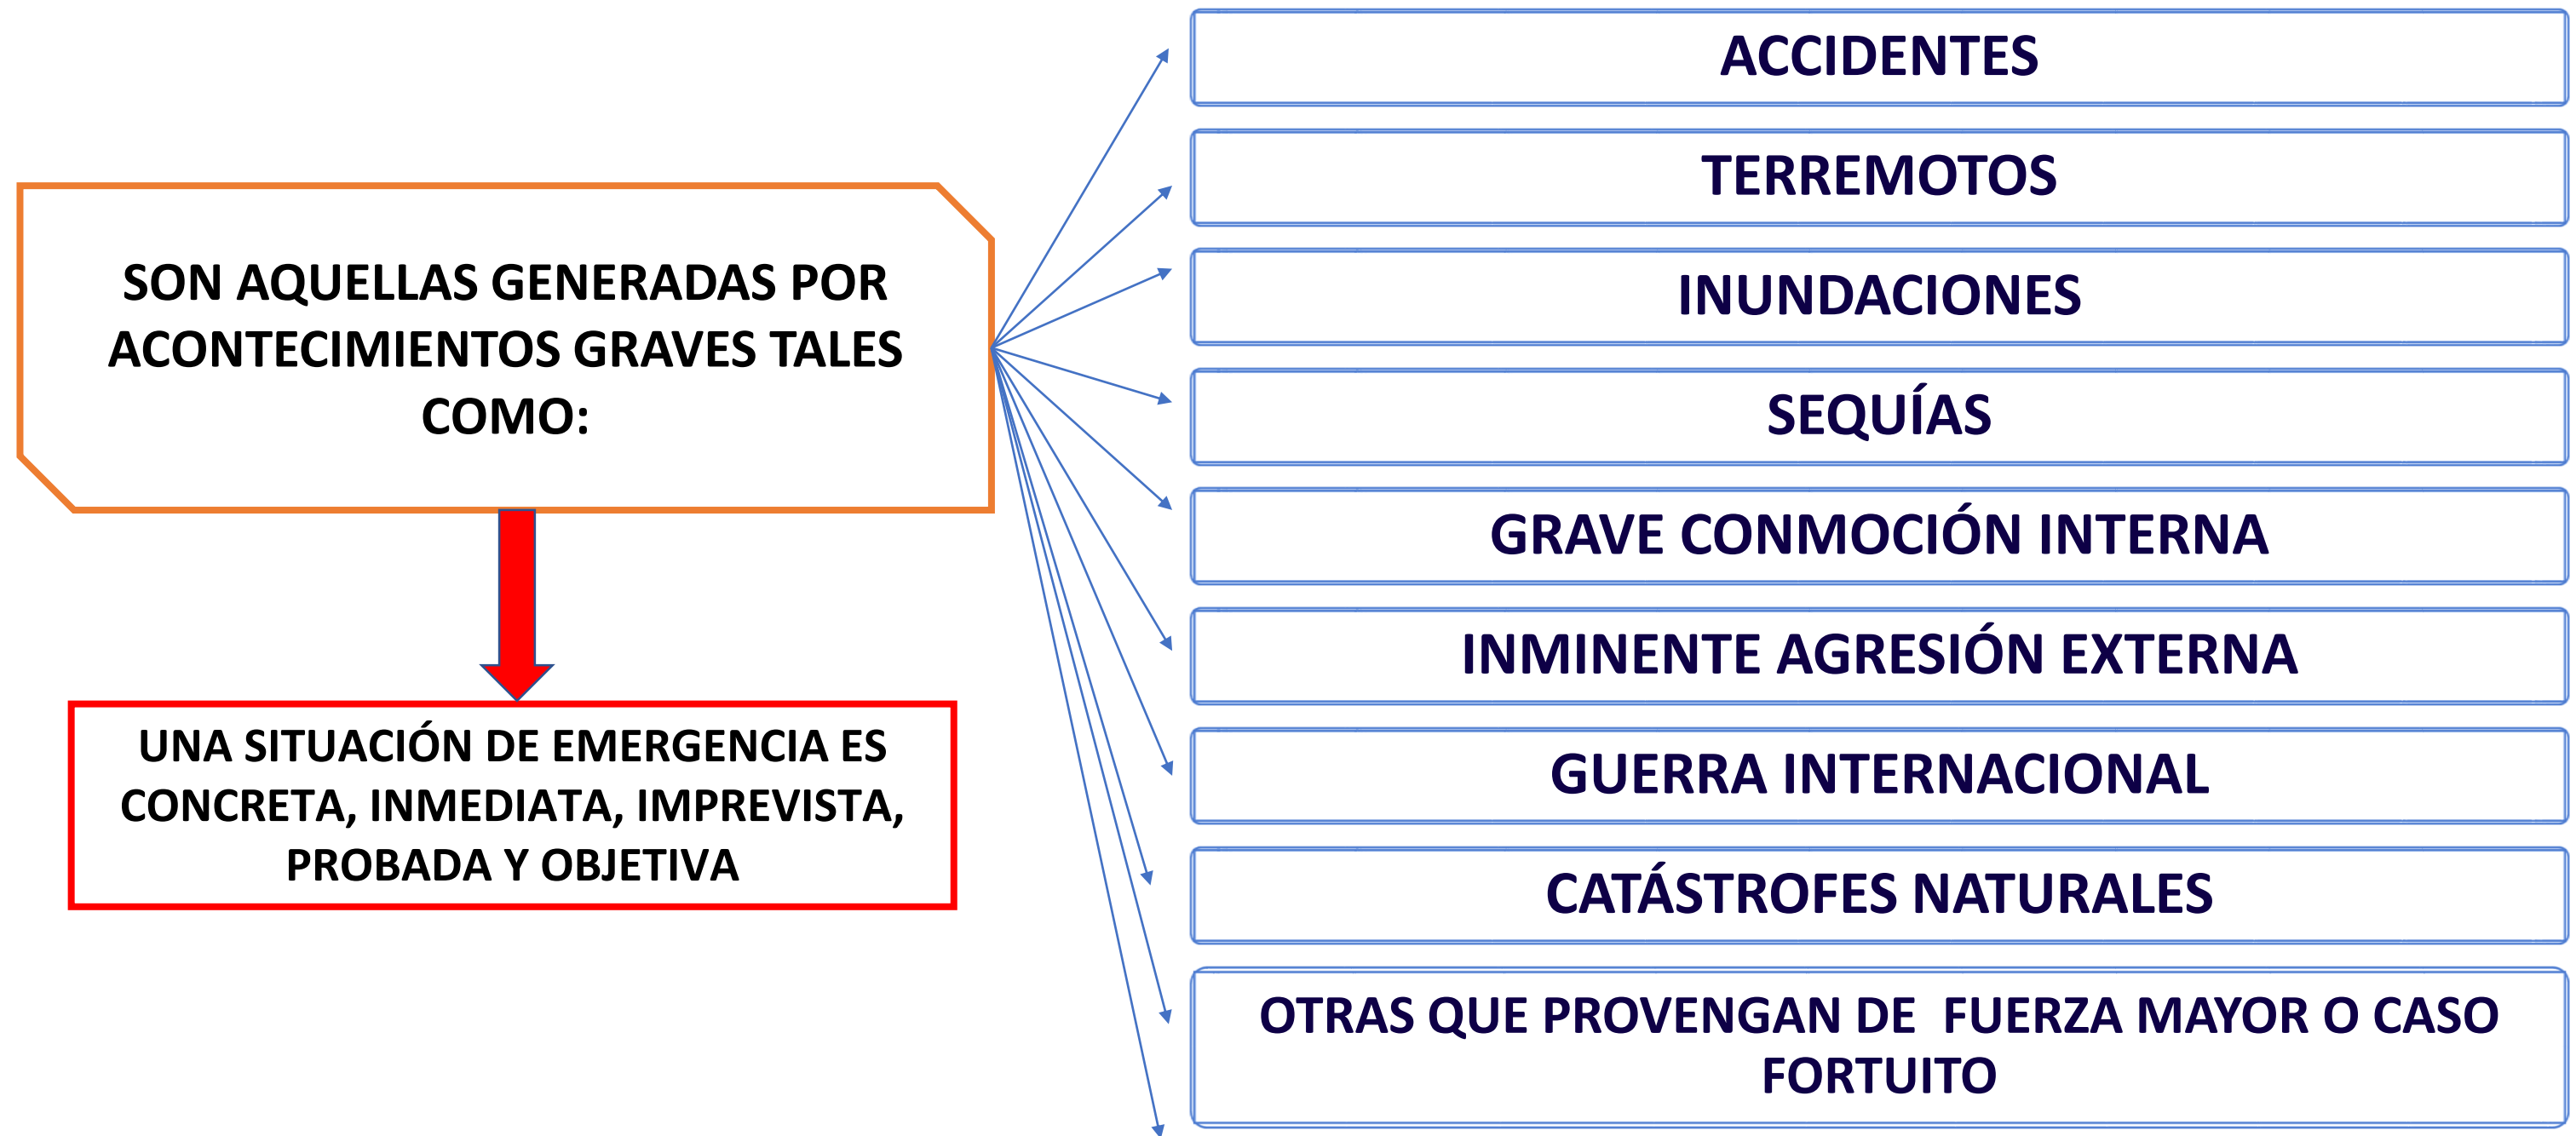 SON AQUELLAS GENERADAS POR
ACONTECIMIENTOS GRAVES TALES
COMO:
UNA SITUACIÓN DE EMERGENCIA ES
CONCRETA, INMEDIATA, IMPREVISTA,
PROBADA Y OBJETIVA
ACCIDENTES
TERREMOTOS
INUNDACIONES
SEQUÍAS
GRAVE CONMOCIÓN INTERNA
INMINENTE AGRESIÓN EXTERNA
GUERRA INTERNACIONAL
CATÁSTROFES NATURALES
OTRAS QUE PROVENGAN DE  FUERZA MAYOR O CASO
FORTUITO